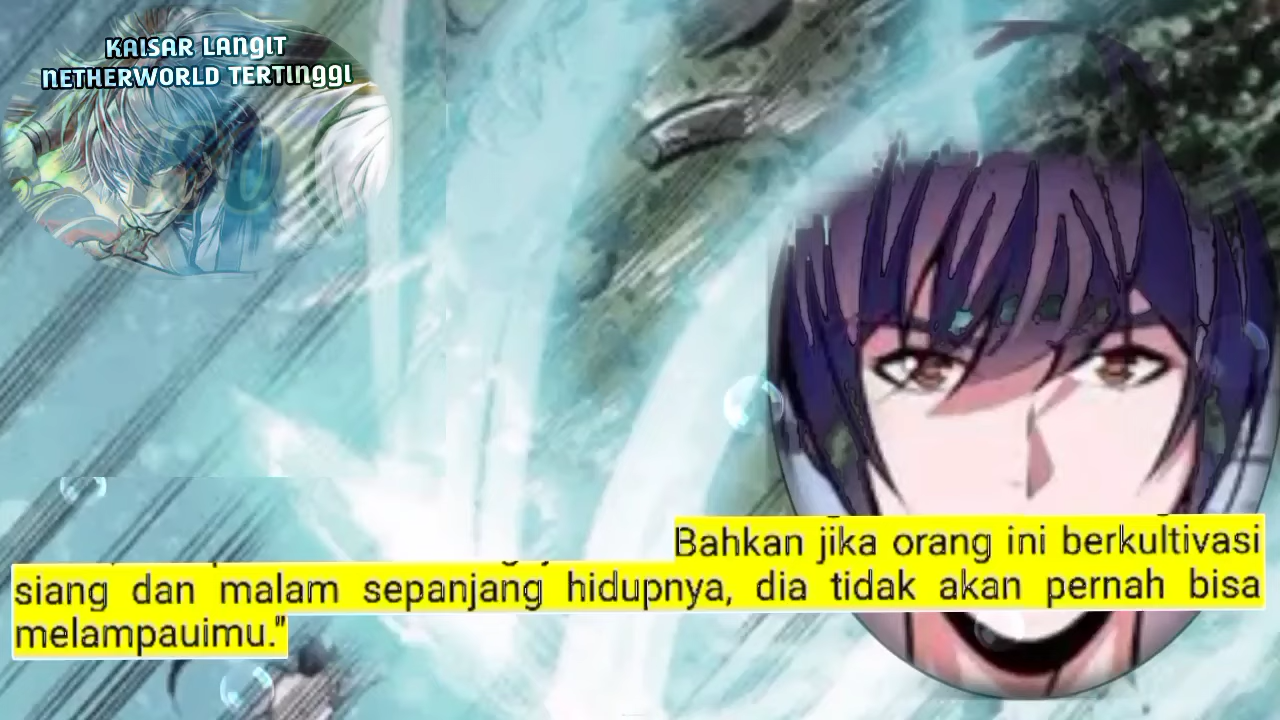 KAISAR LANGIT
NETHERWORLD TERTINGGI
Bahkan jika orang ini berkultivasi
siang dan malam sepanjang hidupnya, dia tidak akan pernah bisa
melampauimu."